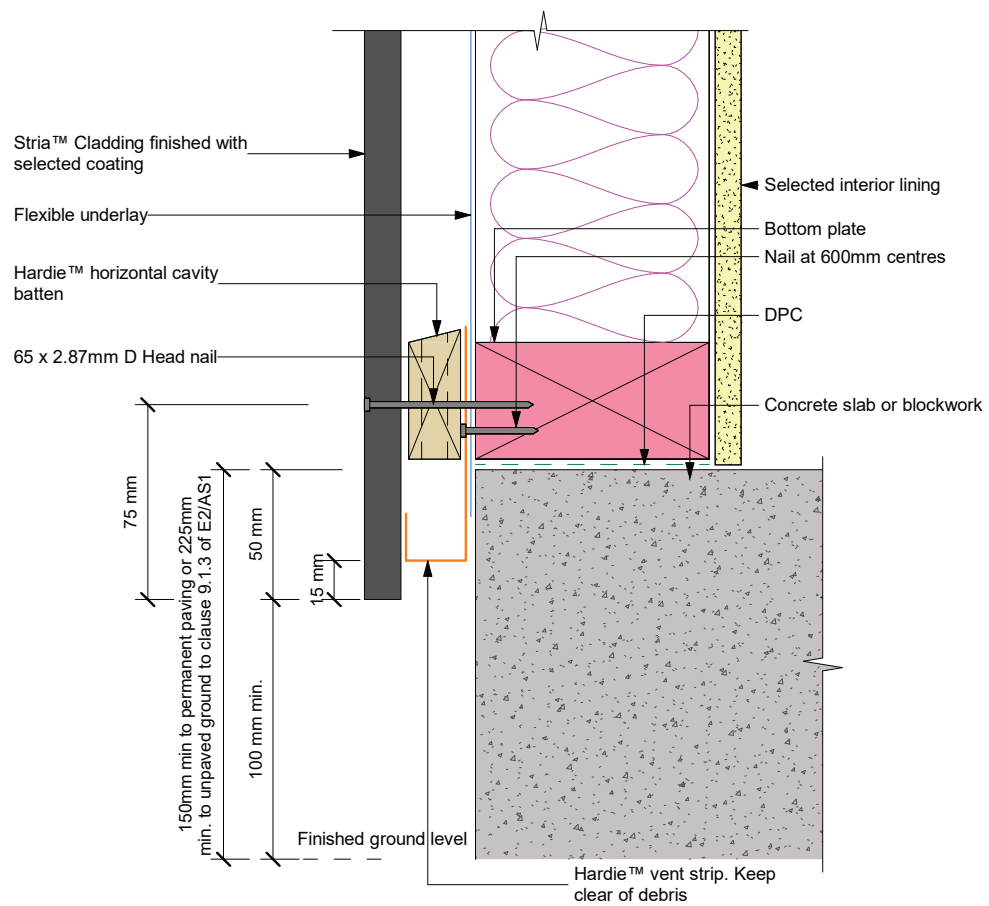 Stria™ Cladding finished with
selected coating
Flexible underlay
Hardie™ horizontal cavity
batten
65 x 2.87mm D Head nail
Selected interior lining
Bottom plate
Nail at 600mm centres
DPC
Concrete slab or blockwork
75 mm
150mm min to permanent paving or 225mm
min. to unpaved ground to clause 9.1.3 of E2/AS1
50 mm
15 mm
100 mm min.
Finished ground level
Hardie™ vent strip. Keep
clear of debris